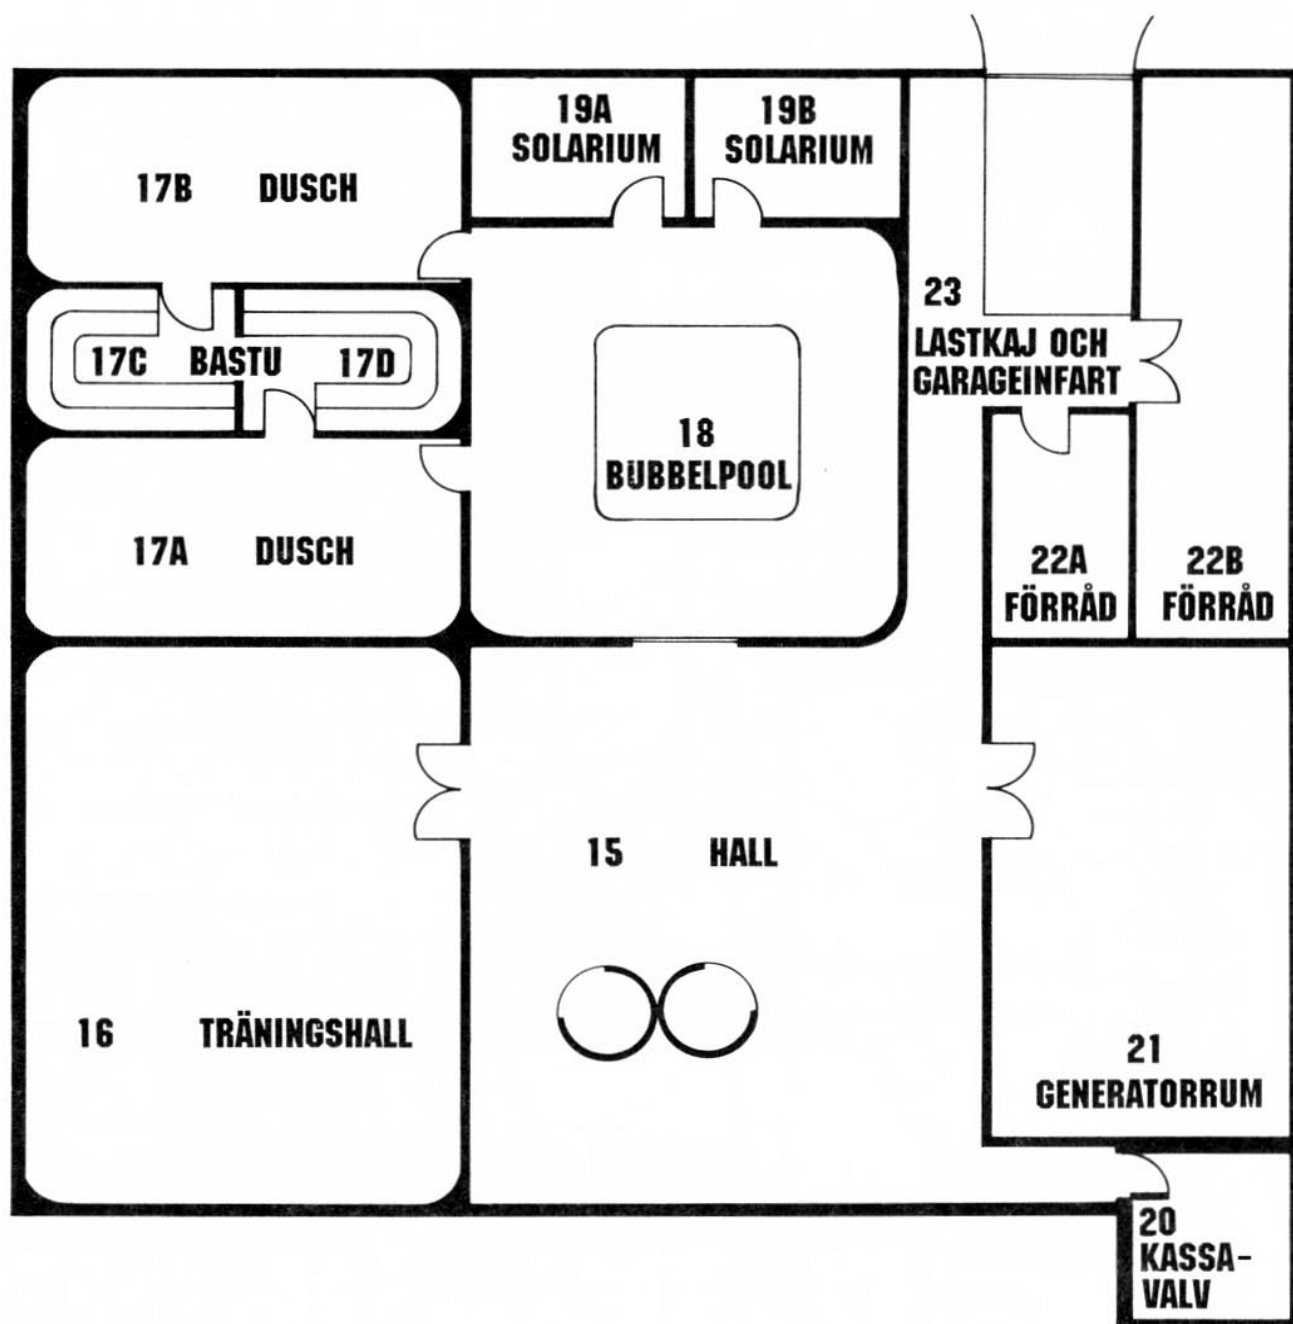 19A
SOLARIUM
19B
SOLARIUM
17B DUSCH
23
LASTKAJ OCH
GARAGEINFART
17C BASTU 17D
18
BUBBELPOOL
17A DUSCH
22A
FÖRRÅD
22B
FÖRRÅD
15 HALL
16 TRÄNINGSHALL
21
GENERATORRUM
20
KASSA-
VALV